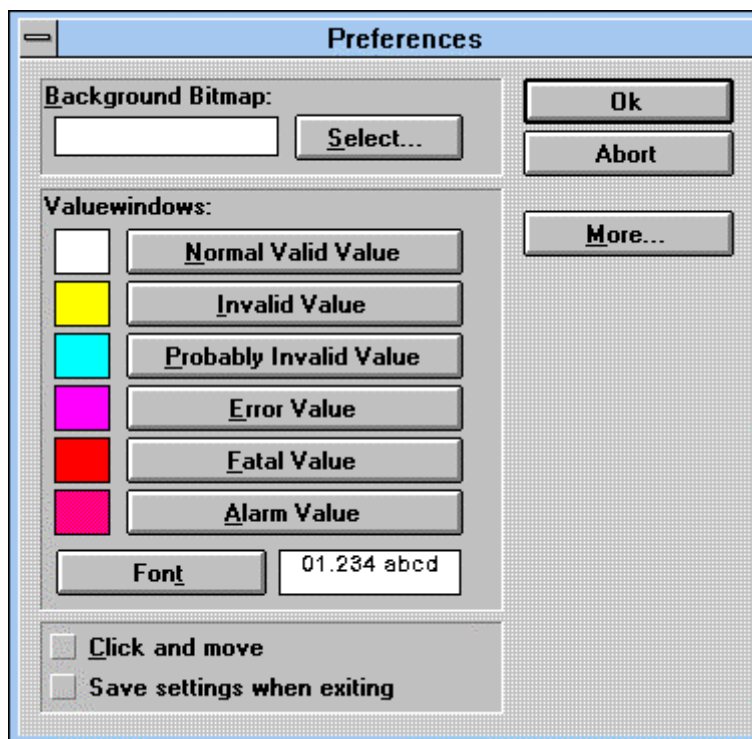 Preferences
Background Bitmap:
Select...
Ok
Abort
More...
Valuewindows:
Normal Valid Value
Invalid Value
Probably Invalid Value
Error Value
Fatal Value
Alarm Value
Font
01.234 abcd
Click and move
Save settings when exiting